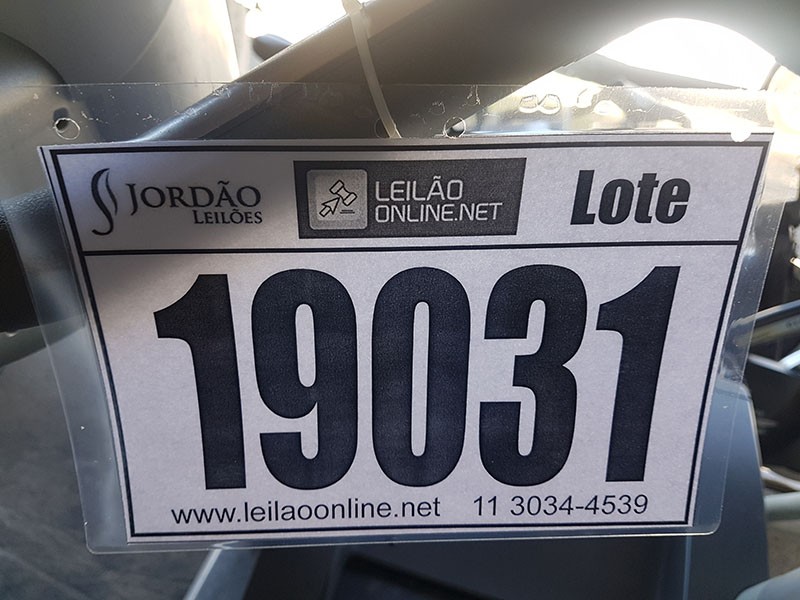 JORDÃO
LEILÕES
LEILÃO
ONLINE.NET
Lote
19031
www.leilaoonline.net 11 3034-4539